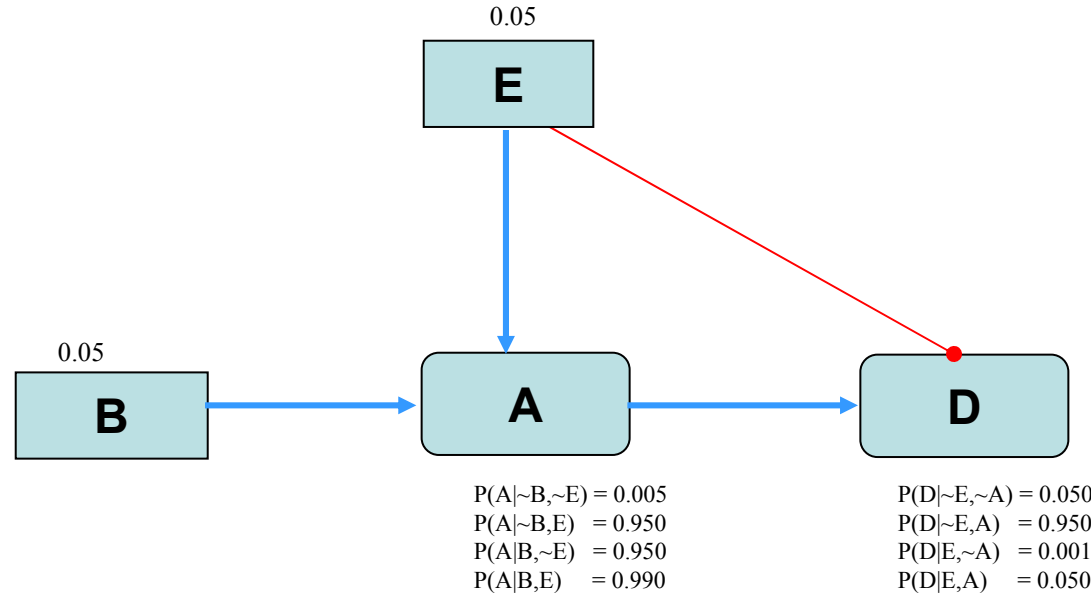 0.05
E
0.05
B
A
D
P(A|~B,~E) = 0.005
P(A|~B,E) = 0.950
P(A|B,~E) = 0.950
P(A|B,E) = 0.990
P(D|~E,~A) = 0.050
P(D|~E,A) = 0.950
P(D|E,~A) = 0.001
P(D|E,A) = 0.050